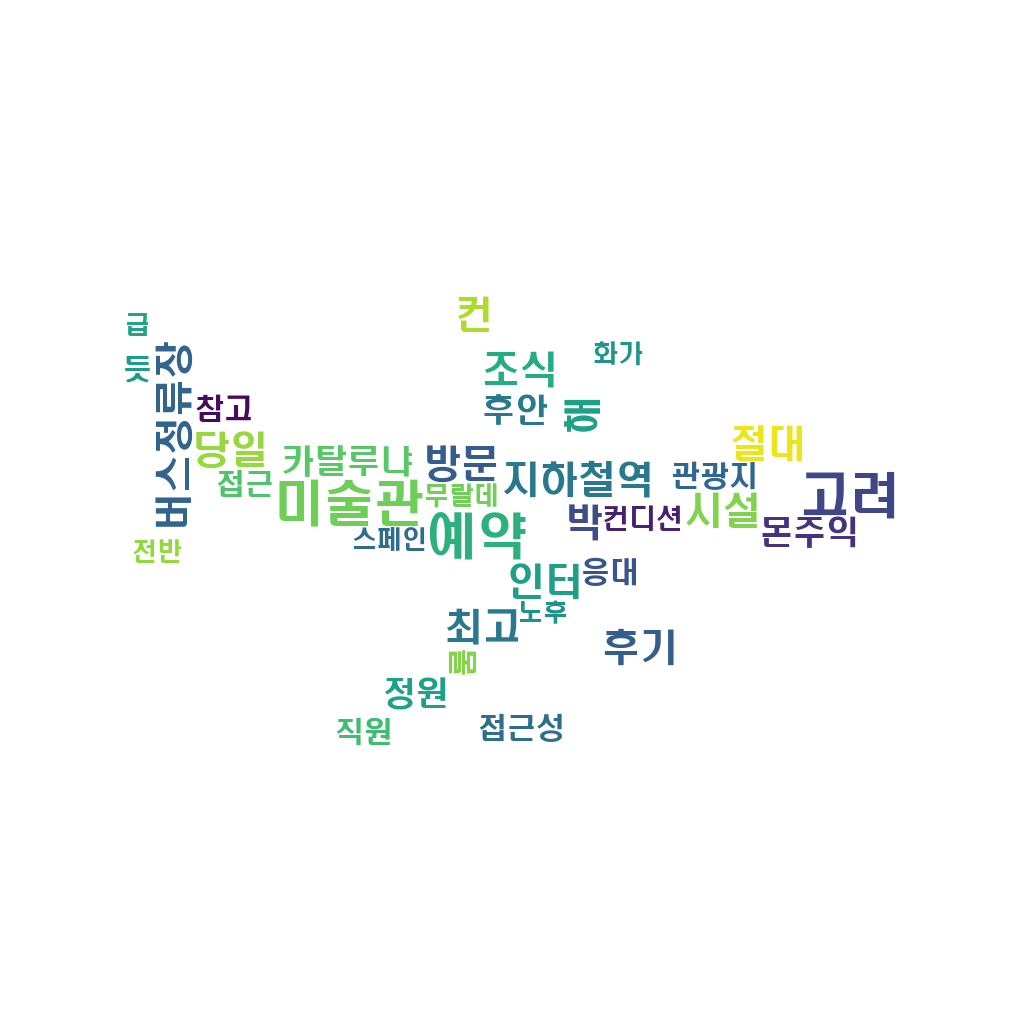 컨
급
화가
듯
조식
버스정류장
참고
후안
홍
절대
당일
카탈루냐
방문
지하철역
관광지
접근
미술관
무랄데
고려
박
컨디션
시설
몬주익
예약
스페인
전반
인터
응대
노후
최고
후기
룸
정원
직원
접근성